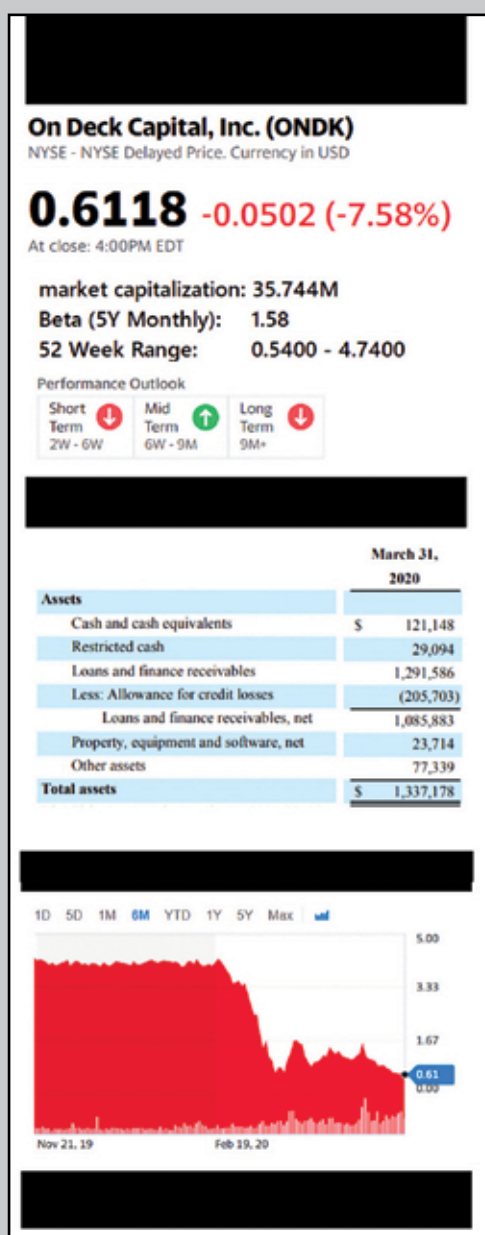 On Deck Capital, Inc. (ONDK)
NYSE - NYSE Delayed Price. Currency in USD
0.6118 -0.0502 (-7.58%)
At close: 4:00PM EDT
market capitalization: 35.744M
Beta (5Y Monthly): 1.58
52 Week Range: 0.5400 - 4.7400
Performance Outlook
Short Term 2W - 6W
Mid Term 6W - 9M
Long Term 9M+
March 31,
2020
Assets
Cash and cash equivalents $ 121,148
Restricted cash 29,094
Loans and finance receivables 1,291,586
Less: Allowance for credit losses (205,703)
Loans and finance receivables, net 1,085,883
Property, equipment and software, net 23,714
Other assets 77,339
Total assets $ 1,337,178
1D 5D 1M 6M YTD 1Y 5Y Max
5.00
3.33
1.67
0.61
0.00
Nov 21, 19 Feb 19, 20